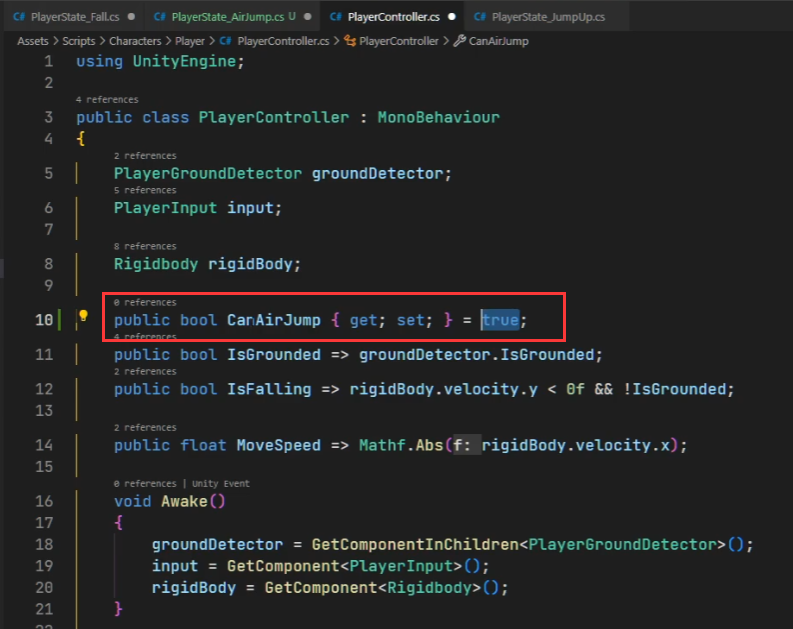 C# PlayerState_Fall.cs ●
C# PlayerState_AirJump.cs U ●
C# PlayerController.cs ●
C# PlayerState_JumpUp.cs
Assets > Scripts > Characters > Player > C# PlayerController.cs > PlayerController > CanAirJump
1 using UnityEngine;
2
4 references
3 public class PlayerController : MonoBehaviour
4 {
2 references
5 PlayerGroundDetector groundDetector;
5 references
6 PlayerInput input;
7
8 references
8 Rigidbody rigidBody;
9
0 references
10 public bool CanAirJump { get; set; } = true;
4 references
11 public bool IsGrounded => groundDetector.IsGrounded;
2 references
12 public bool IsFalling => rigidBody.velocity.y < 0f && !IsGrounded;
13
2 references
14 public float MoveSpeed => Mathf.Abs(f: rigidBody.velocity.x);
15
0 references | Unity Event
16 void Awake()
17 {
18 groundDetector = GetComponentInChildren<PlayerGroundDetector>();
19 input = GetComponent<PlayerInput>();
20 rigidBody = GetComponent<Rigidbody>();
21 }